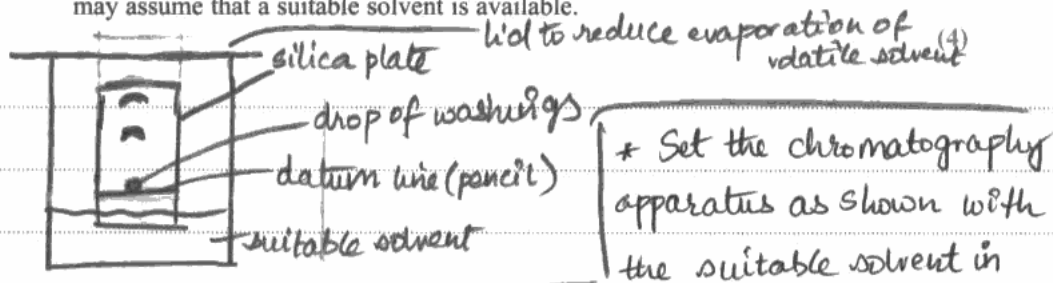 may assume that a suitable solvent is available.
lid to reduce evaporation of
volatile solvent
(4)
silica plate
drop of washings
datum line (pencil)
suitable solvent
* Set the chromatography
apparatus as shown with
the suitable solvent in